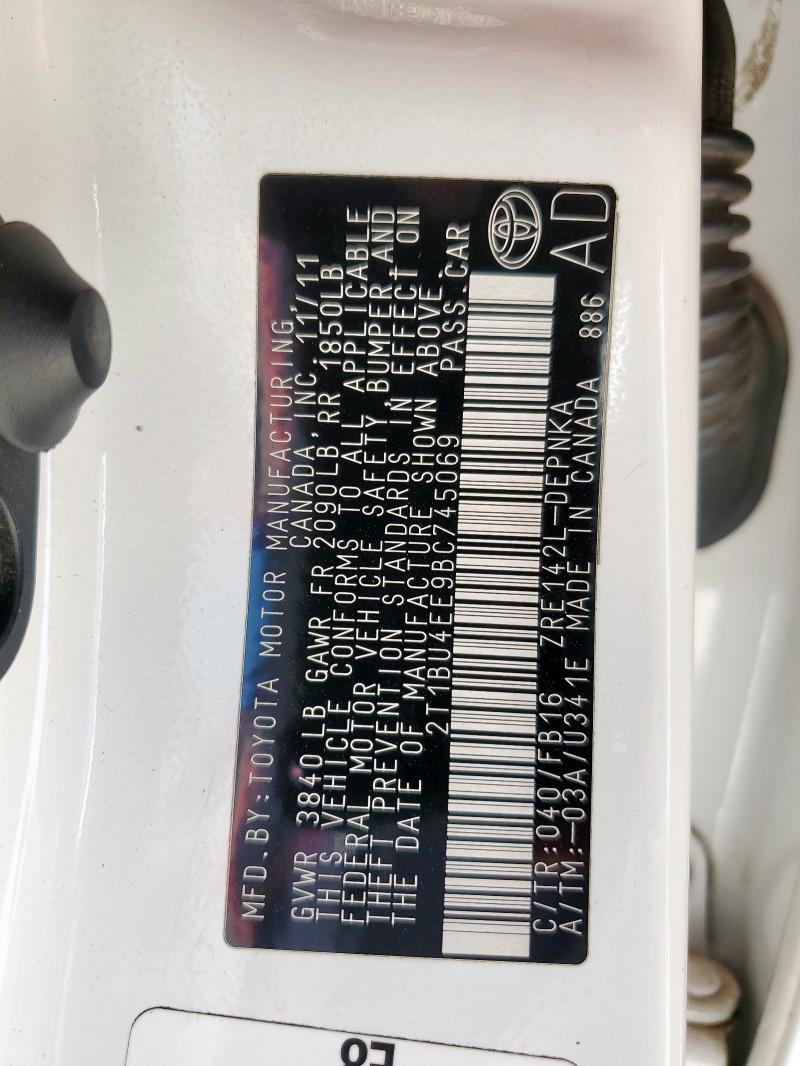 MFD.BY:TOYOTA MOTOR MANUFACTURING,
CANADA, INC. 11/11
GVWR 3840 LB GAWR FR 2090LB, RR 1850LB
THIS VEHICLE CONFORMS TO ALL APPLICABLE
FEDERAL MOTOR VEHICLE SAFETY, BUMPER AND
THEFT PREVENTION STANDARDS IN EFFECT ON
THE DATE OF MANUFACTURE SHOWN ABOVE.
2T1BU4EE9BC745069 PASS.CAR
C/TR:040/FB16 ZRE142L-DEPNKA 886 AD
A/TM:-03A/U341E MADE IN CANADA